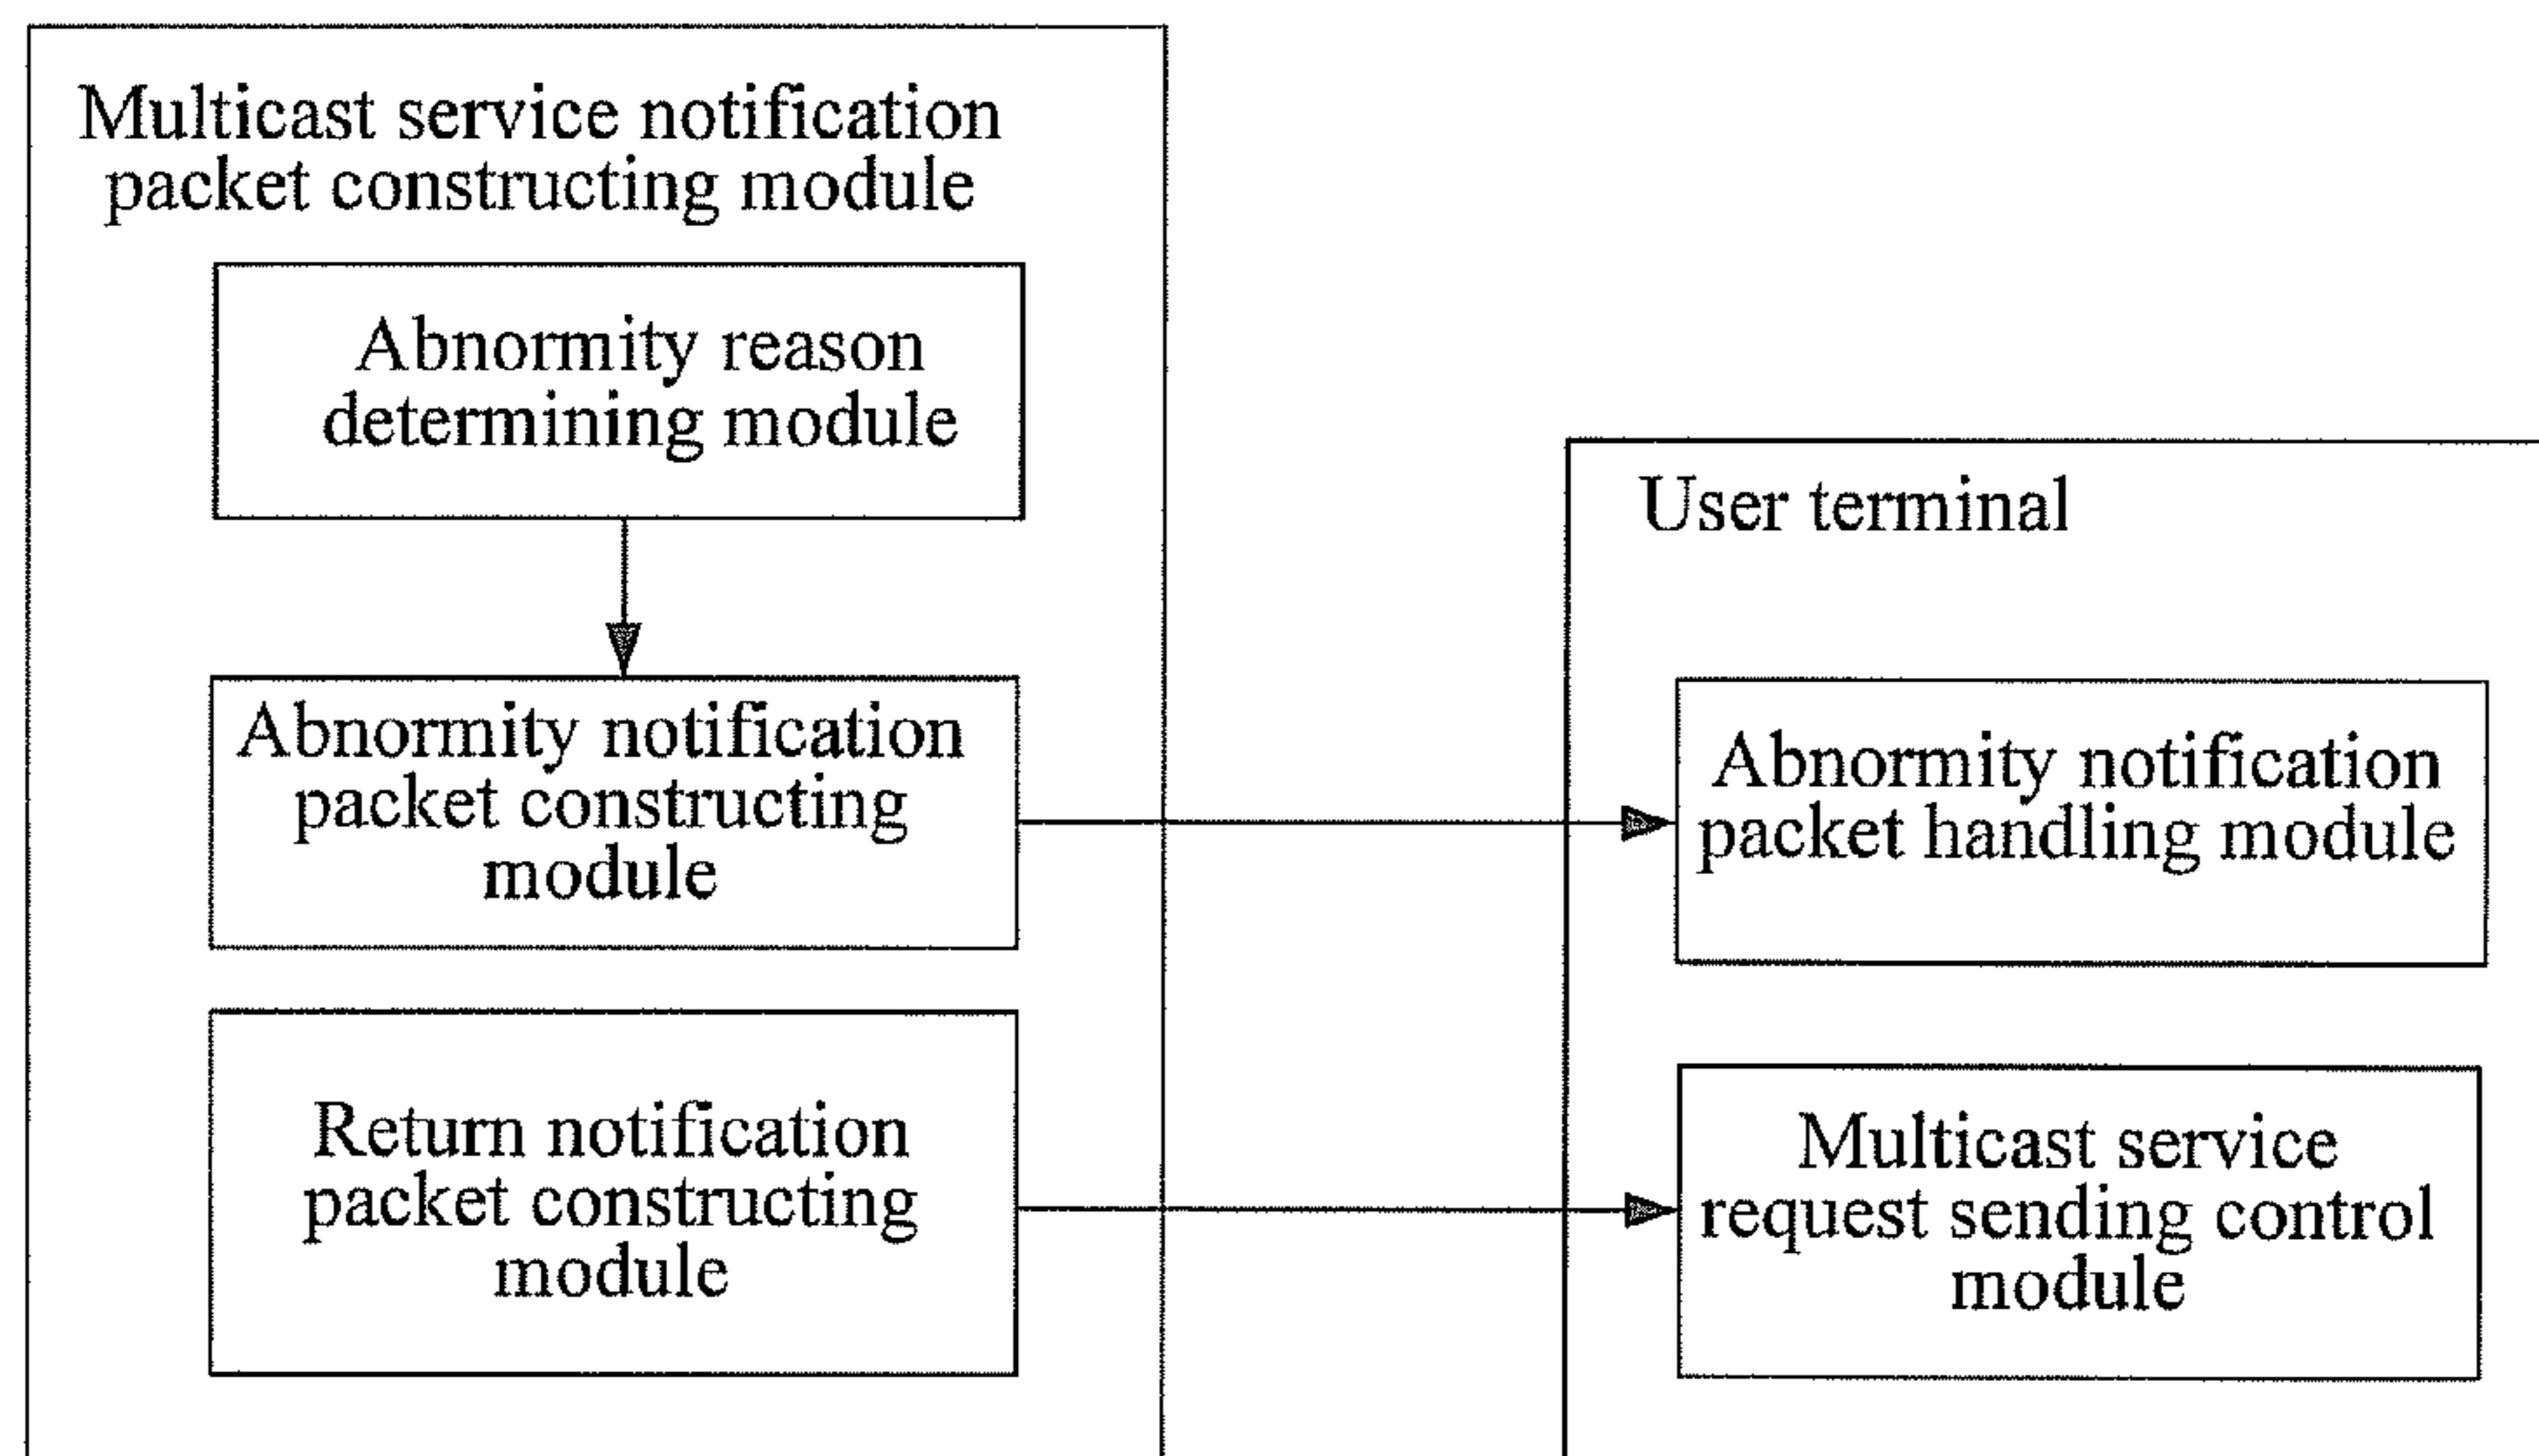 Multicast service notification
packet constructing module
Abnormity reason
determining module
Abnormity notification
packet constructing
module
Return notification
packet constructing
module
User terminal
Abnormity notification
packet handling module
Multicast service
request sending control
module